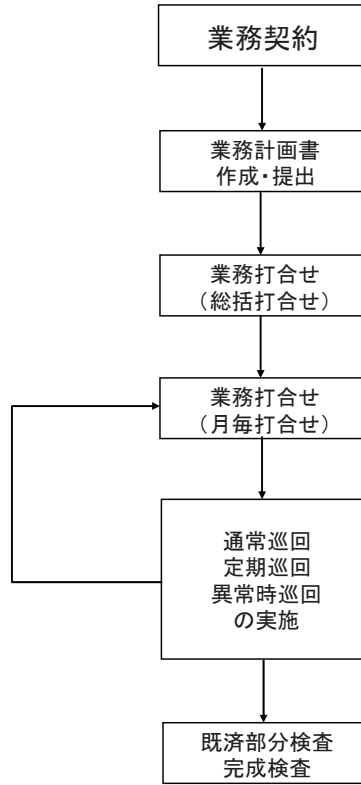 業務契約
業務計画書
作成・提出
業務打合せ
（総括打合せ）
業務打合せ
（月毎打合せ）
通常巡回
定期巡回
異常時巡回
の実施
既済部分検査
完成検査